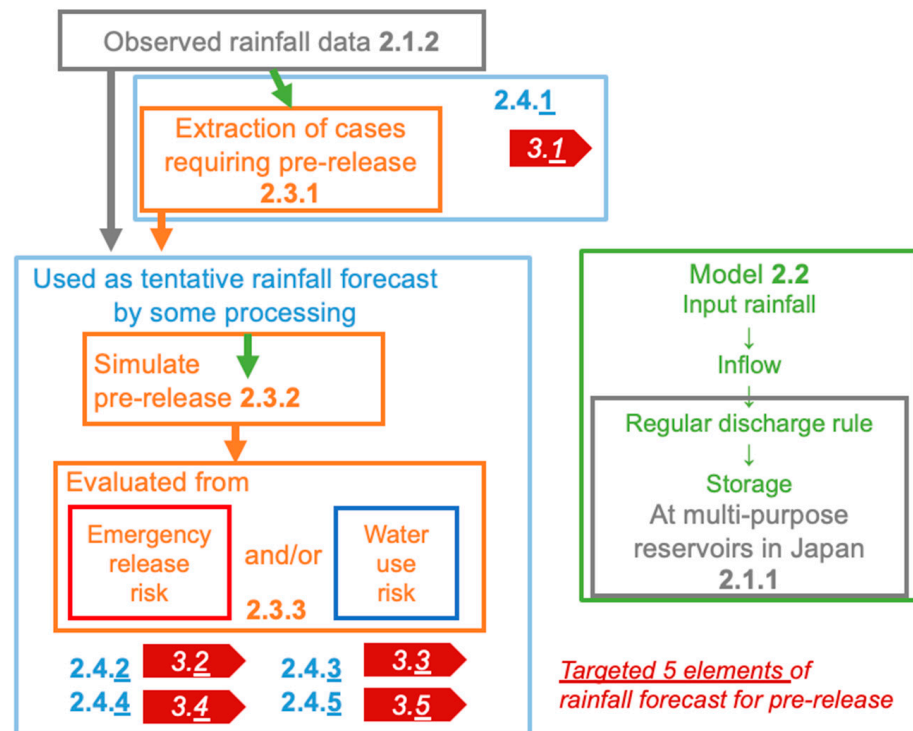 Observed rainfall data 2.1.2
2.4.1
3.1
Extraction of cases
requiring pre-release
2.3.1
Used as tentative rainfall forecast
by some processing
Simulate
pre-release 2.3.2
Evaluated from
Emergency
release
risk
and/or
2.3.3
Water
use
risk
2.4.2
3.2
2.4.3
3.3
2.4.4
3.4
2.4.5
3.5
Model 2.2
Input rainfall
↓
Inflow
↓
Regular discharge rule
↓
Storage
At multi-purpose
reservoirs in Japan
2.1.1
Targeted 5 elements of
rainfall forecast for pre-release